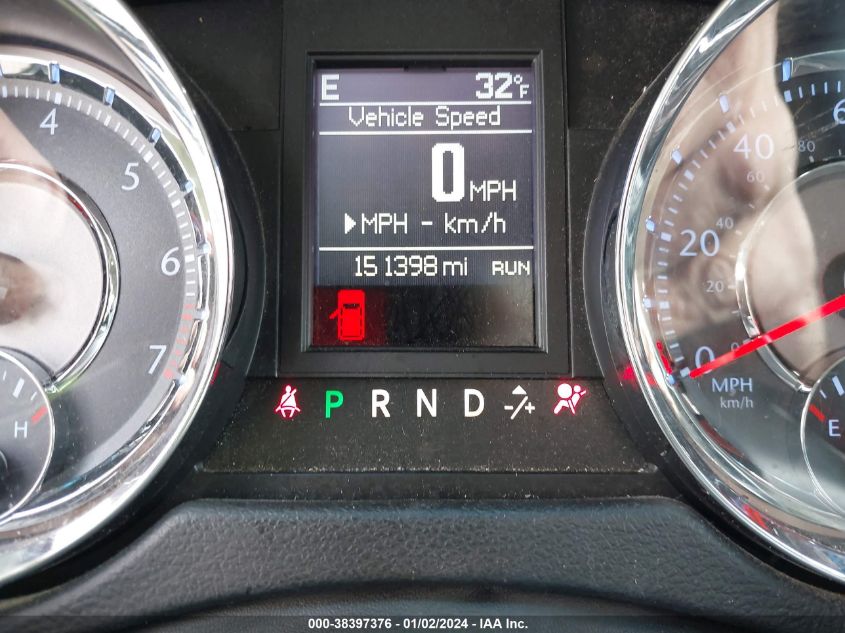 E 32°F
Vehicle Speed
0 MPH
MPH - km/h
151398 mi RUN
P R N D -/+
4
5
6
7
H
80
60
40
40
20
20
0
0
MPH
km/h
E
000-38397376 | 01/02/2024 | IAA Inc.